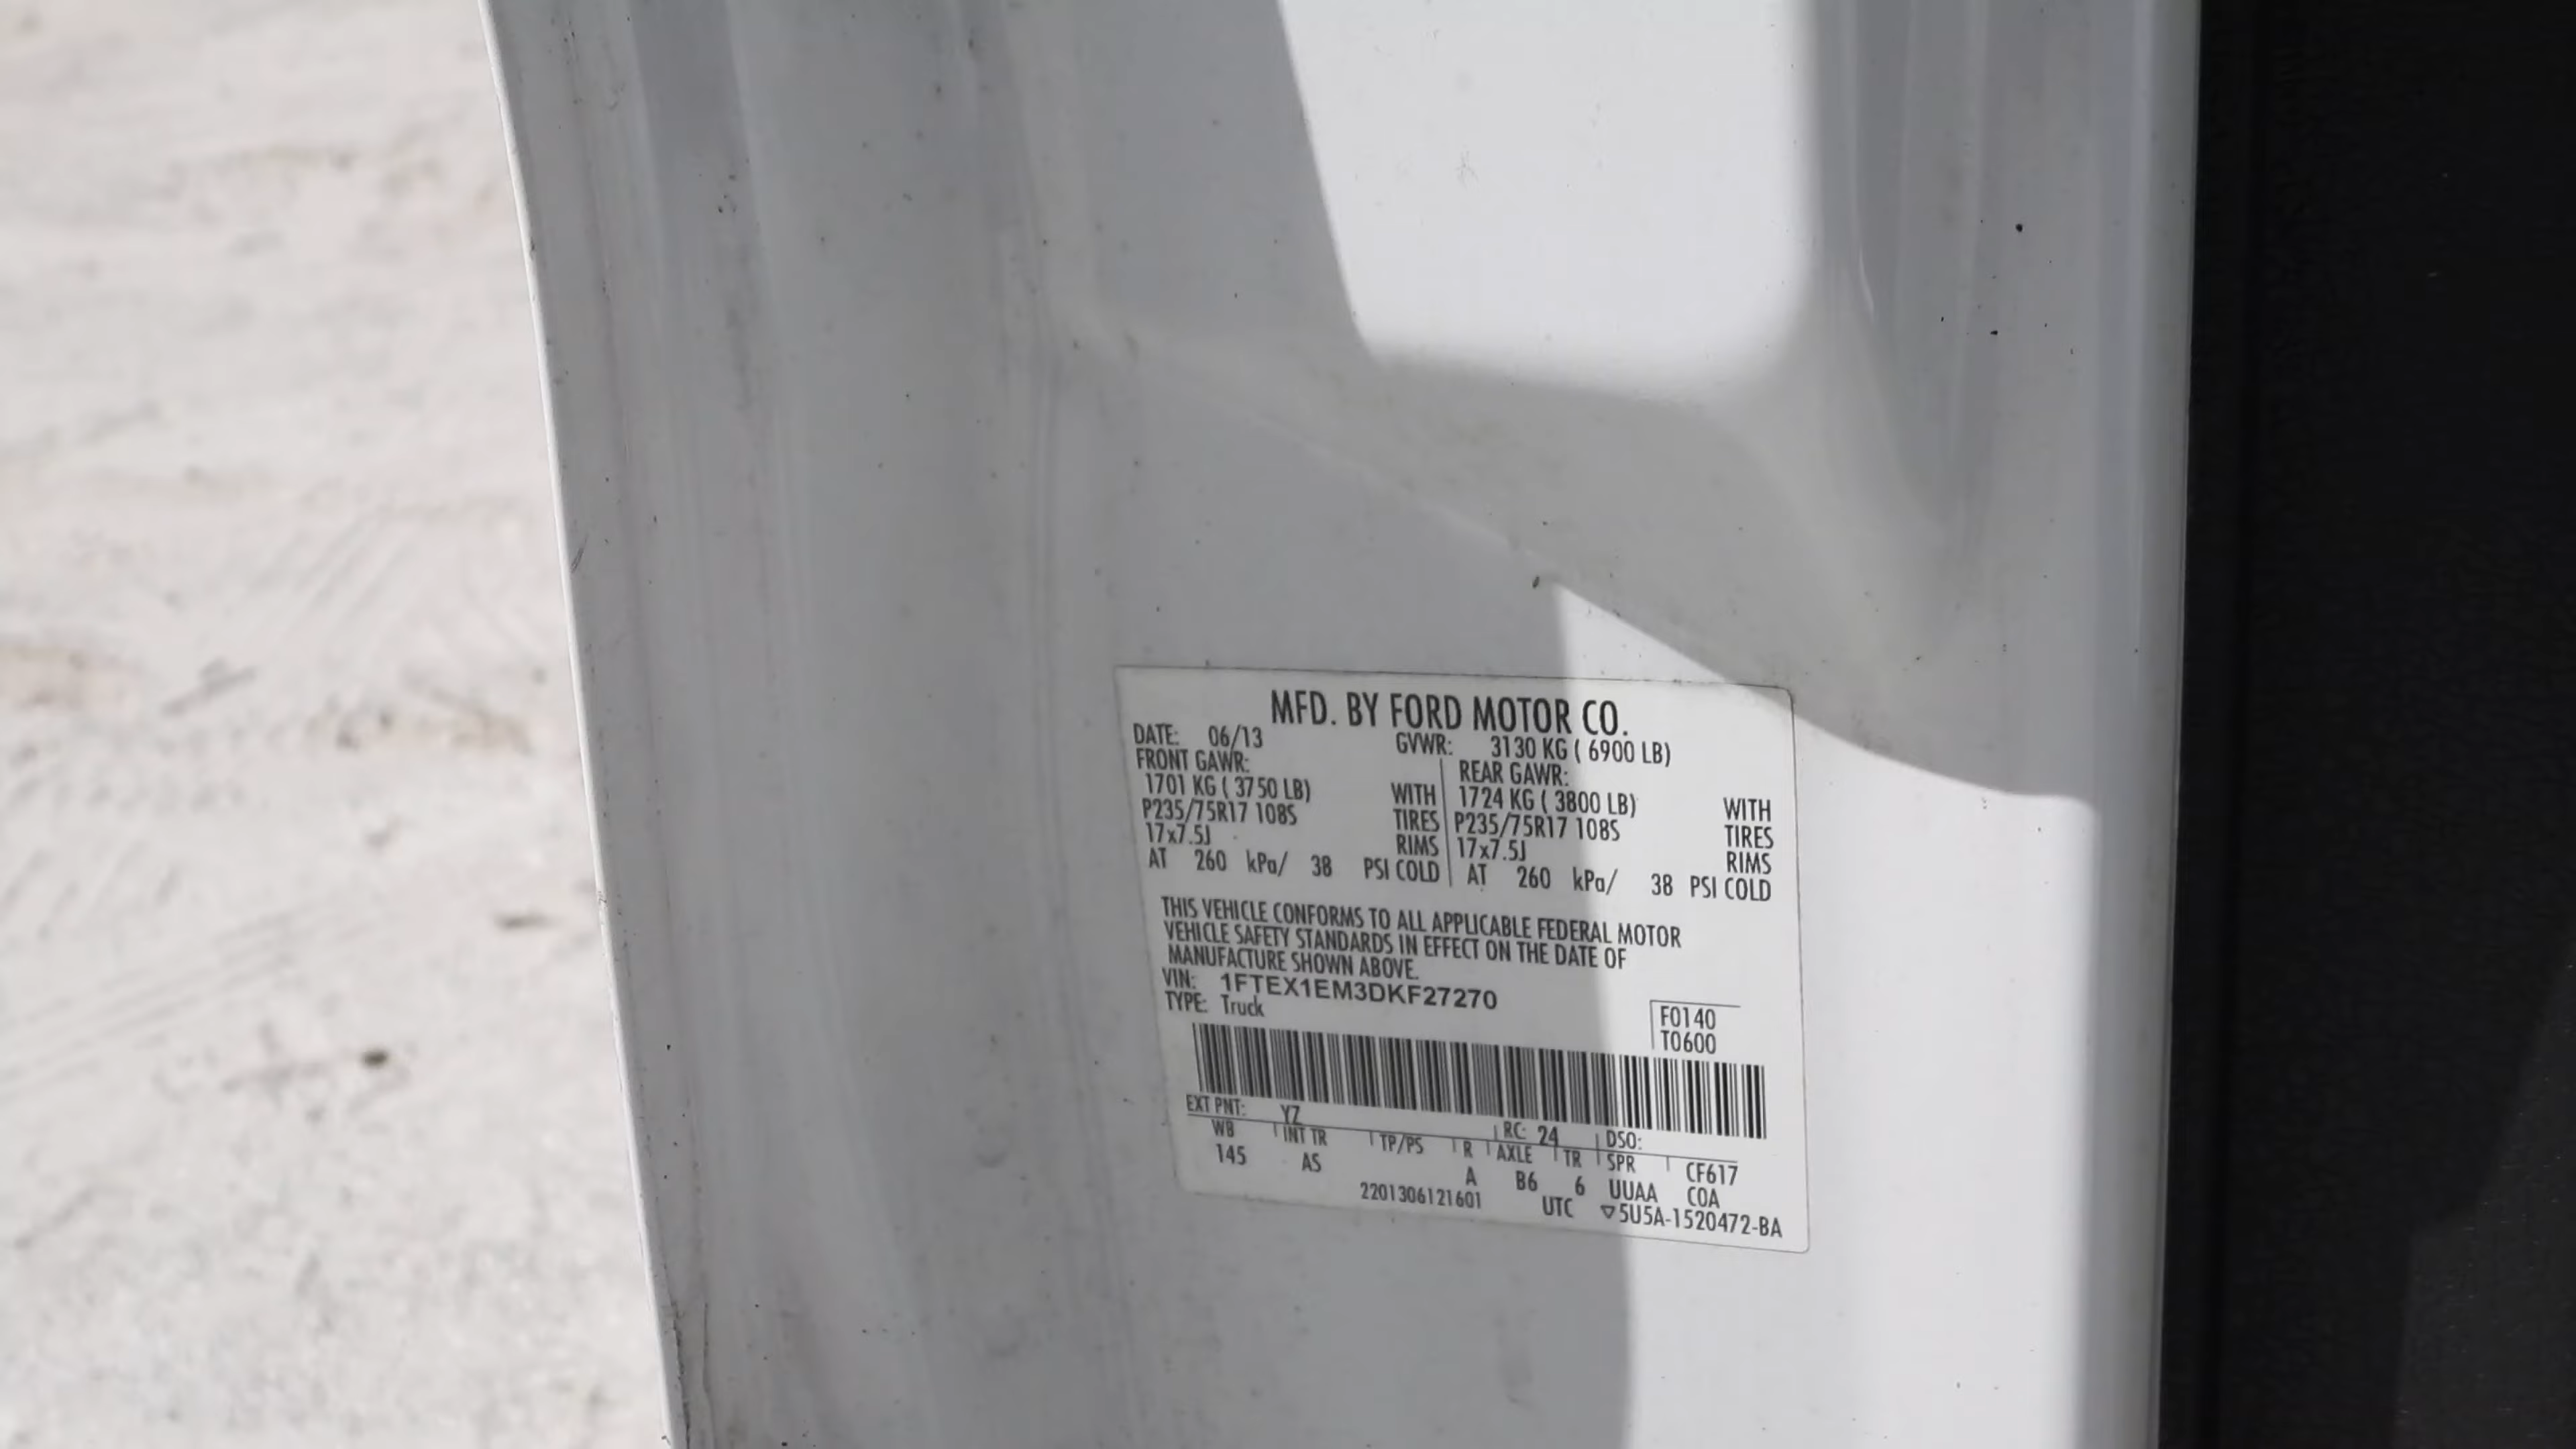 MFD. BY FORD MOTOR CO.
DATE: 06/13 GVWR: 3130 KG ( 6900 LB)
FRONT GAWR: REAR GAWR:
1701 KG ( 3750 LB) WITH 1724 KG ( 3800 LB) WITH
P235/75R17 108S TIRES P235/75R17 108S TIRES
17x7.5J RIMS 17x7.5J RIMS
AT 260 kPa/ 38 PSI COLD AT 260 kPa/ 38 PSI COLD
THIS VEHICLE CONFORMS TO ALL APPLICABLE FEDERAL MOTOR
VEHICLE SAFETY STANDARDS IN EFFECT ON THE DATE OF
MANUFACTURE SHOWN ABOVE.
VIN: 1FTEX1EM3DKF27270
TYPE: Truck F0140
T0600
EXT PNT: YZ RC: 24 DSO:
WB INT TR TP/PS R AXLE TR SPR CF617
145 AS A B6 6 UUAA COA
2201306121601 UTC ▽5U5A-1520472-BA